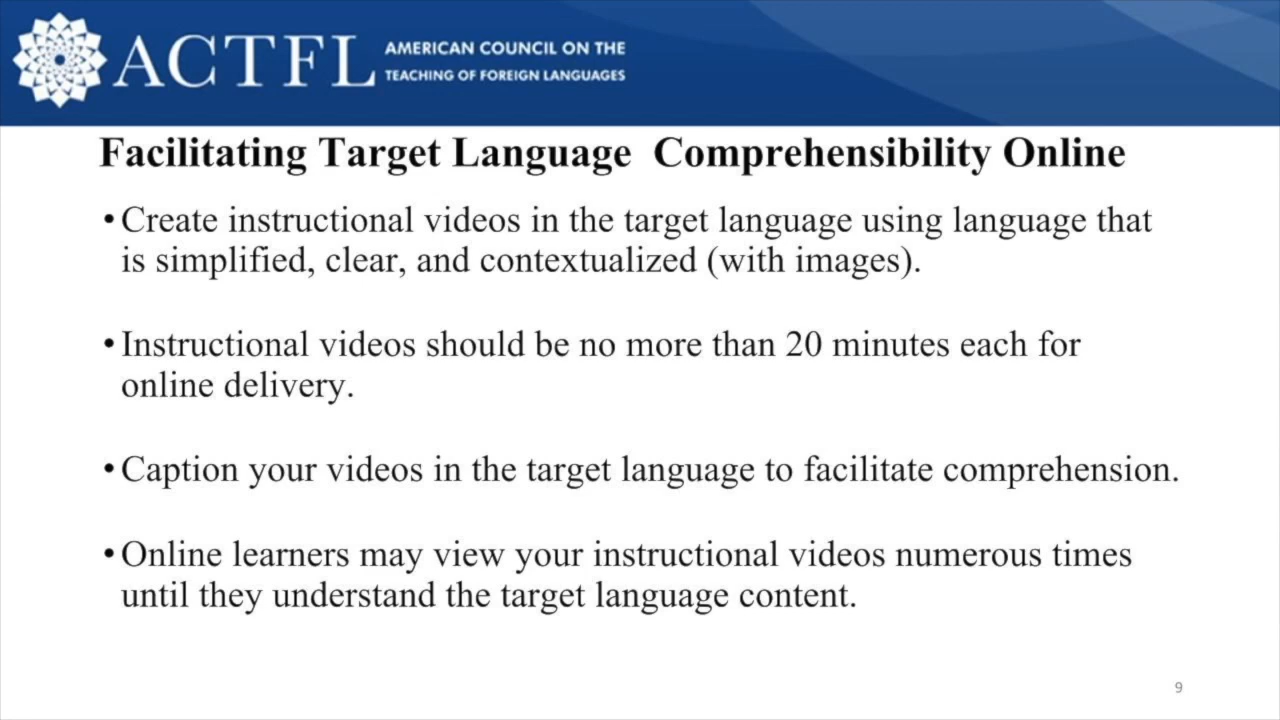 ACTFL
AMERICAN COUNCIL ON THE
TEACHING OF FOREIGN LANGUAGES
Facilitating Target Language  Comprehensibility Online
•Create instructional videos in the target language using language that
is simplified, clear, and contextualized (with images).
•Instructional videos should be no more than 20 minutes each for
online delivery.
•Caption your videos in the target language to facilitate comprehension.
•Online learners may view your instructional videos numerous times
until they understand the target language content.
9